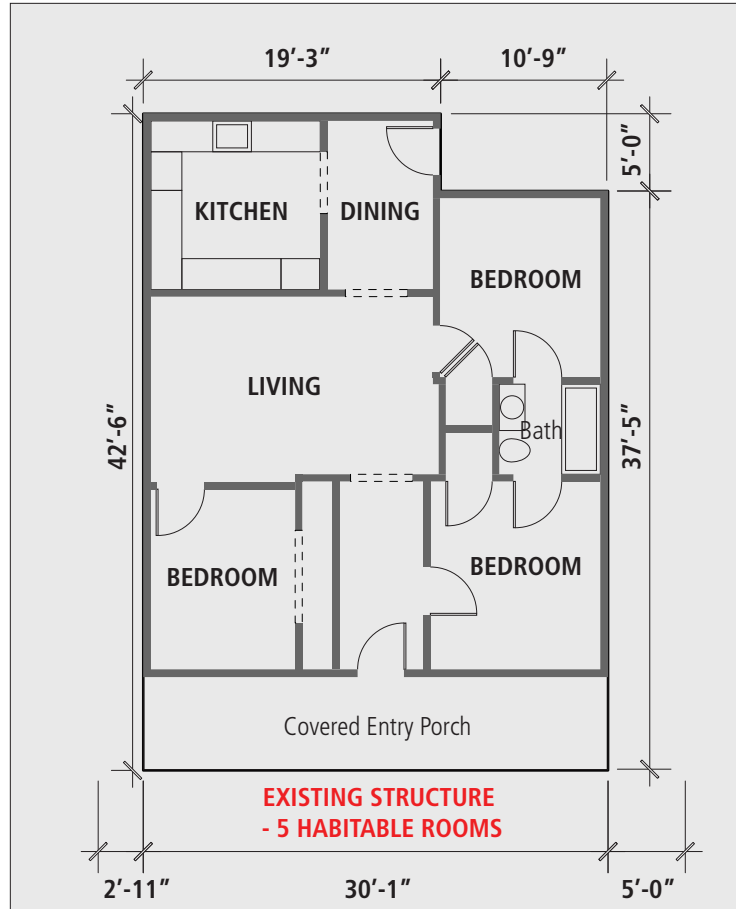 19’-3” 10’-9”
5’-0”
KITCHEN DINING
BEDROOM
LIVING
42’-6” Bath 37’-5”
BEDROOM BEDROOM
Covered Entry Porch
EXISTING STRUCTURE
- 5 HABITABLE ROOMS
2’-11” 30’-1” 5’-0”